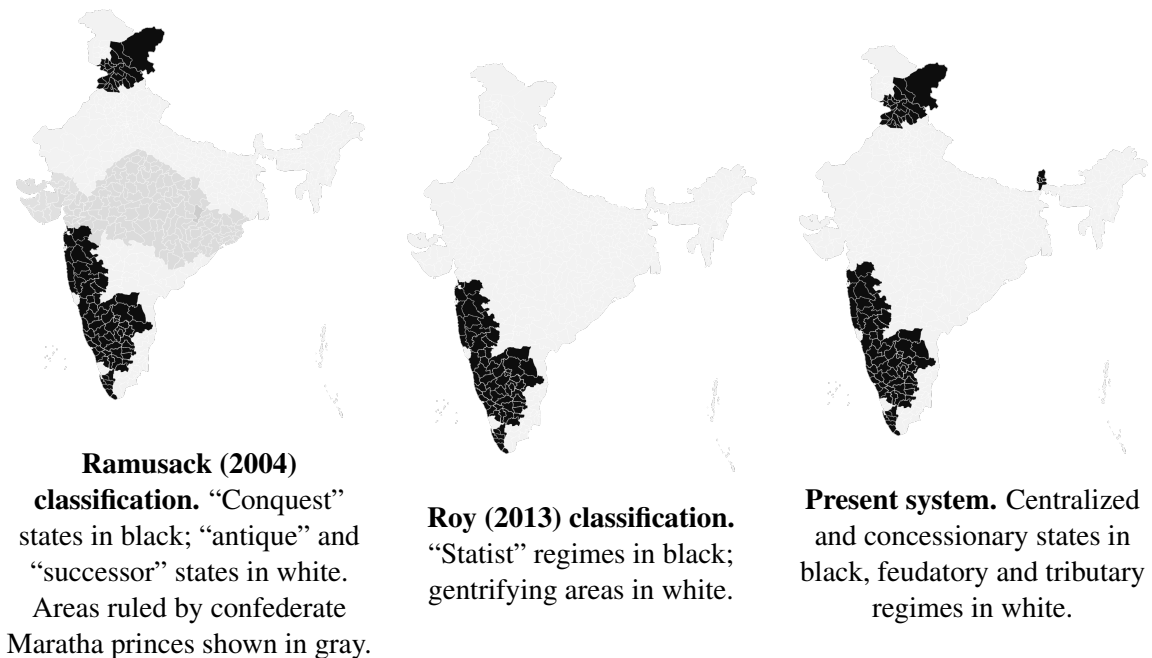 Ramusack (2004)
classification. “Conquest”
states in black; “antique” and
“successor” states in white.
Areas ruled by confederate
Maratha princes shown in gray.
Roy (2013) classification.
“Statist” regimes in black;
gentrifying areas in white.
Present system. Centralized
and concessionary states in
black, feudatory and tributary
regimes in white.